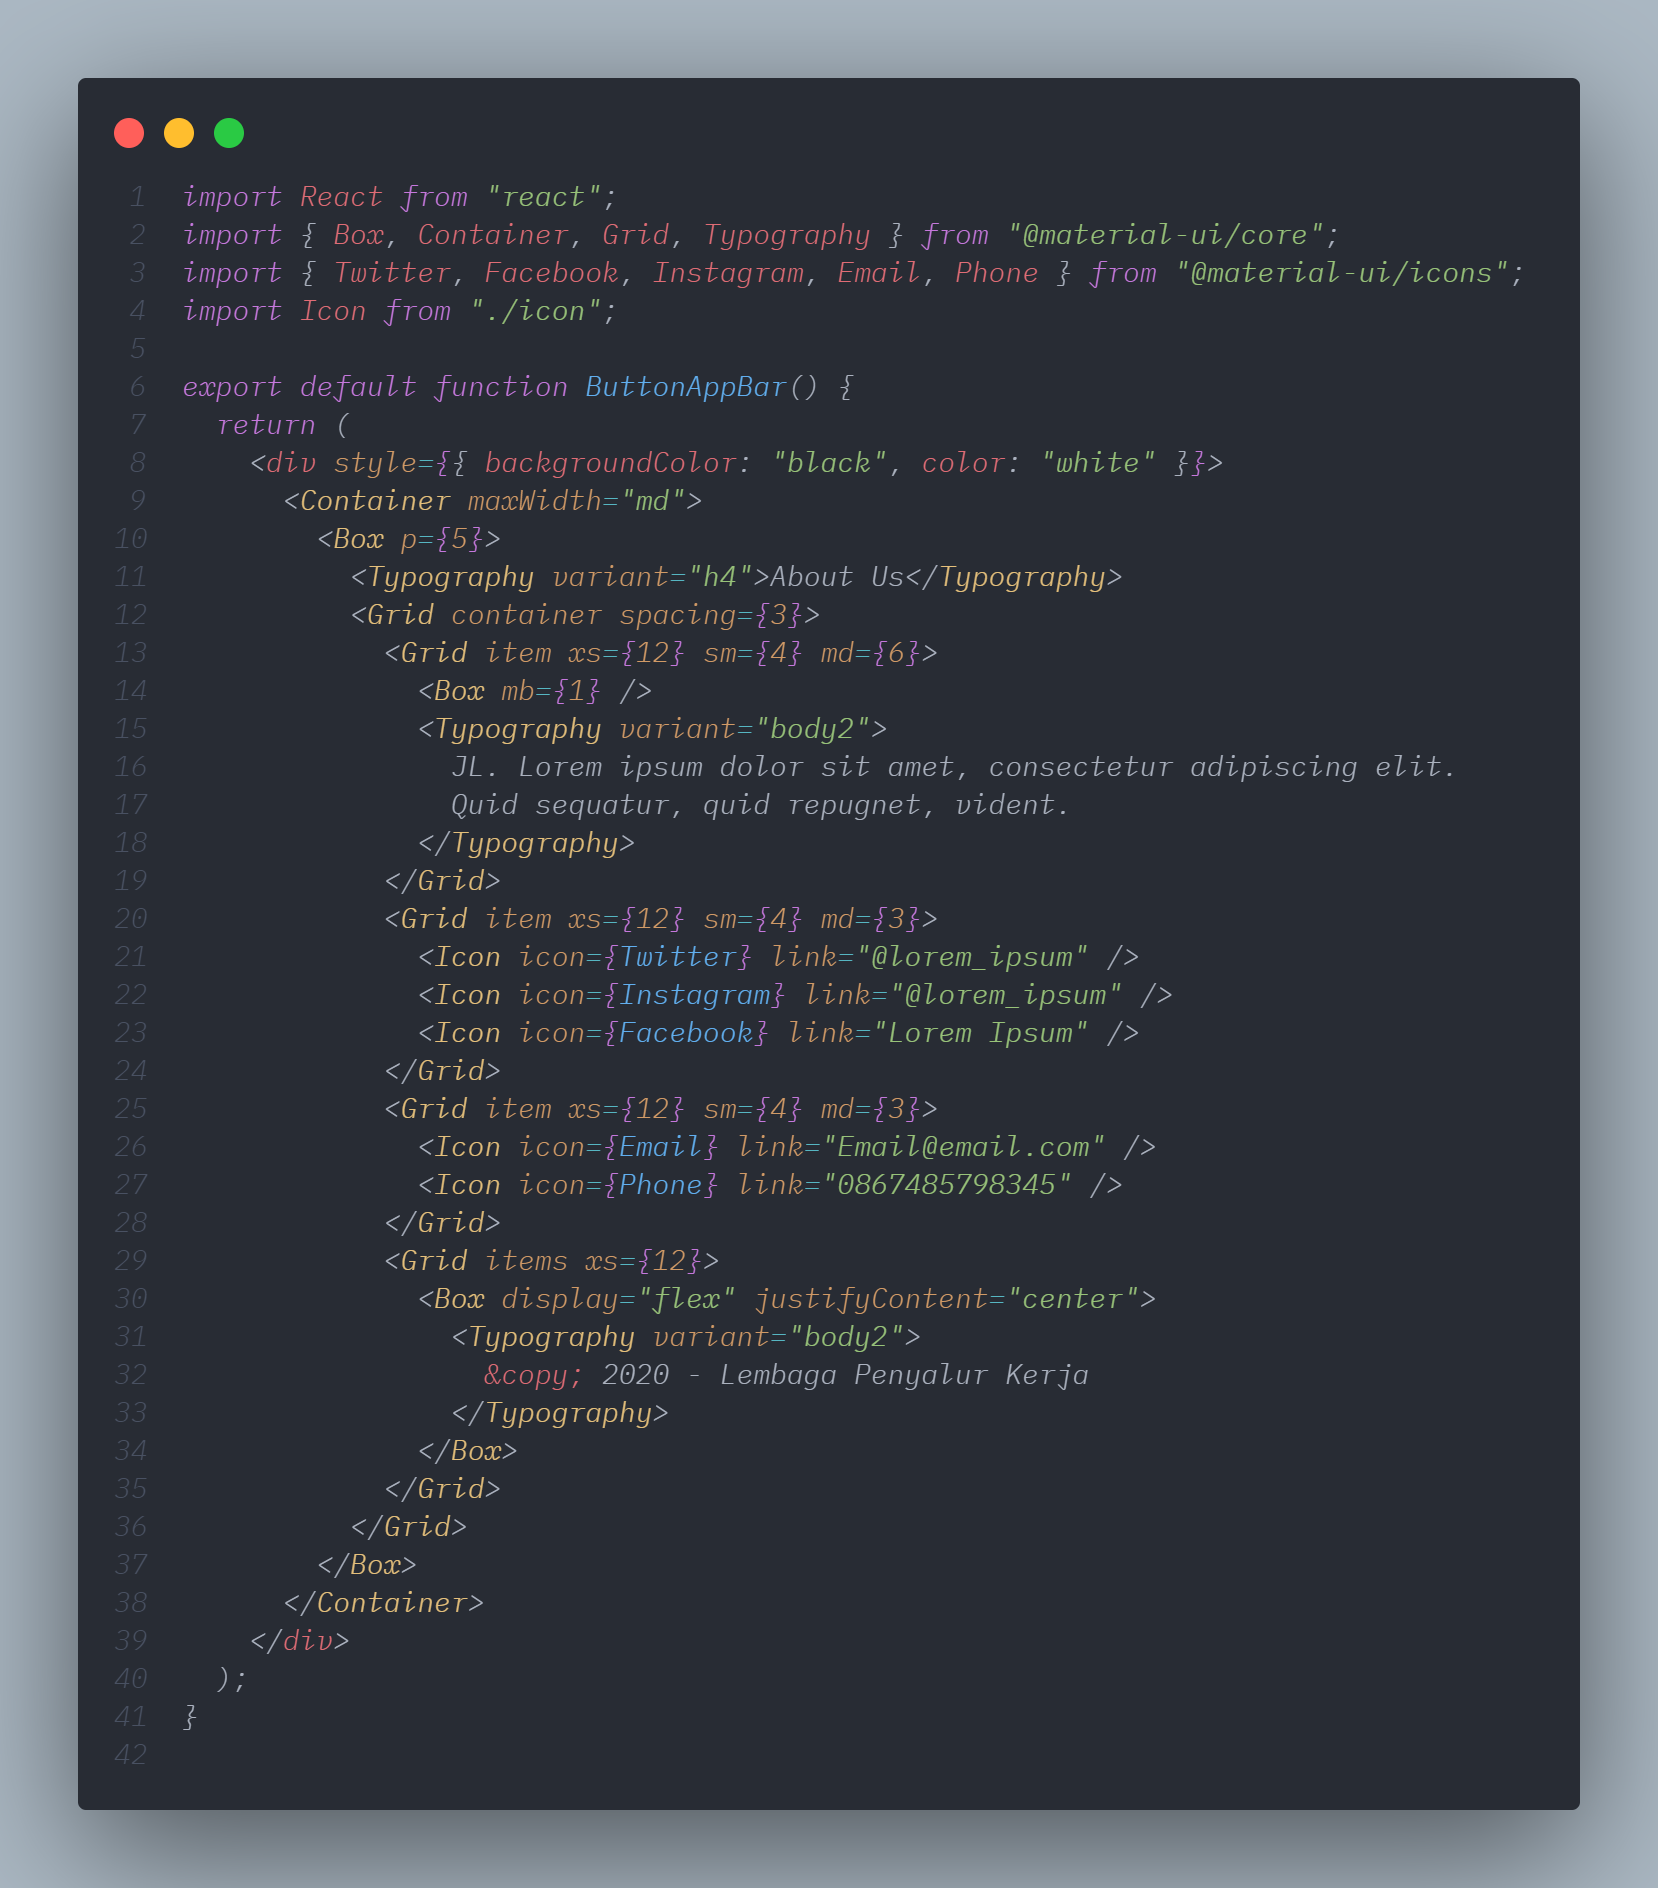 1 import React from "react";
2 import { Box, Container, Grid, Typography } from "@material-ui/core";
3 import { Twitter, Facebook, Instagram, Email, Phone } from "@material-ui/icons";
4 import Icon from "./icon";
5
6 export default function ButtonAppBar() {
7   return (
8     <div style={{ backgroundColor: "black", color: "white" }}>
9       <Container maxWidth="md">
10         <Box p={5}>
11           <Typography variant="h4">About Us</Typography>
12           <Grid container spacing={3}>
13             <Grid item xs={12} sm={4} md={6}>
14               <Box mb={1} />
15               <Typography variant="body2">
16                 JL. Lorem ipsum dolor sit amet, consectetur adipiscing elit.
17                 Quid sequatur, quid repugnet, vident.
18               </Typography>
19             </Grid>
20             <Grid item xs={12} sm={4} md={3}>
21               <Icon icon={Twitter} link="@lorem_ipsum" />
22               <Icon icon={Instagram} link="@lorem_ipsum" />
23               <Icon icon={Facebook} link="Lorem Ipsum" />
24             </Grid>
25             <Grid item xs={12} sm={4} md={3}>
26               <Icon icon={Email} link="Email@email.com" />
27               <Icon icon={Phone} link="0867485798345" />
28             </Grid>
29             <Grid items xs={12}>
30               <Box display="flex" justifyContent="center">
31                 <Typography variant="body2">
32                   &copy; 2020 - Lembaga Penyalur Kerja
33                 </Typography>
34               </Box>
35             </Grid>
36           </Grid>
37         </Box>
38       </Container>
39     </div>
40   );
41 }
42